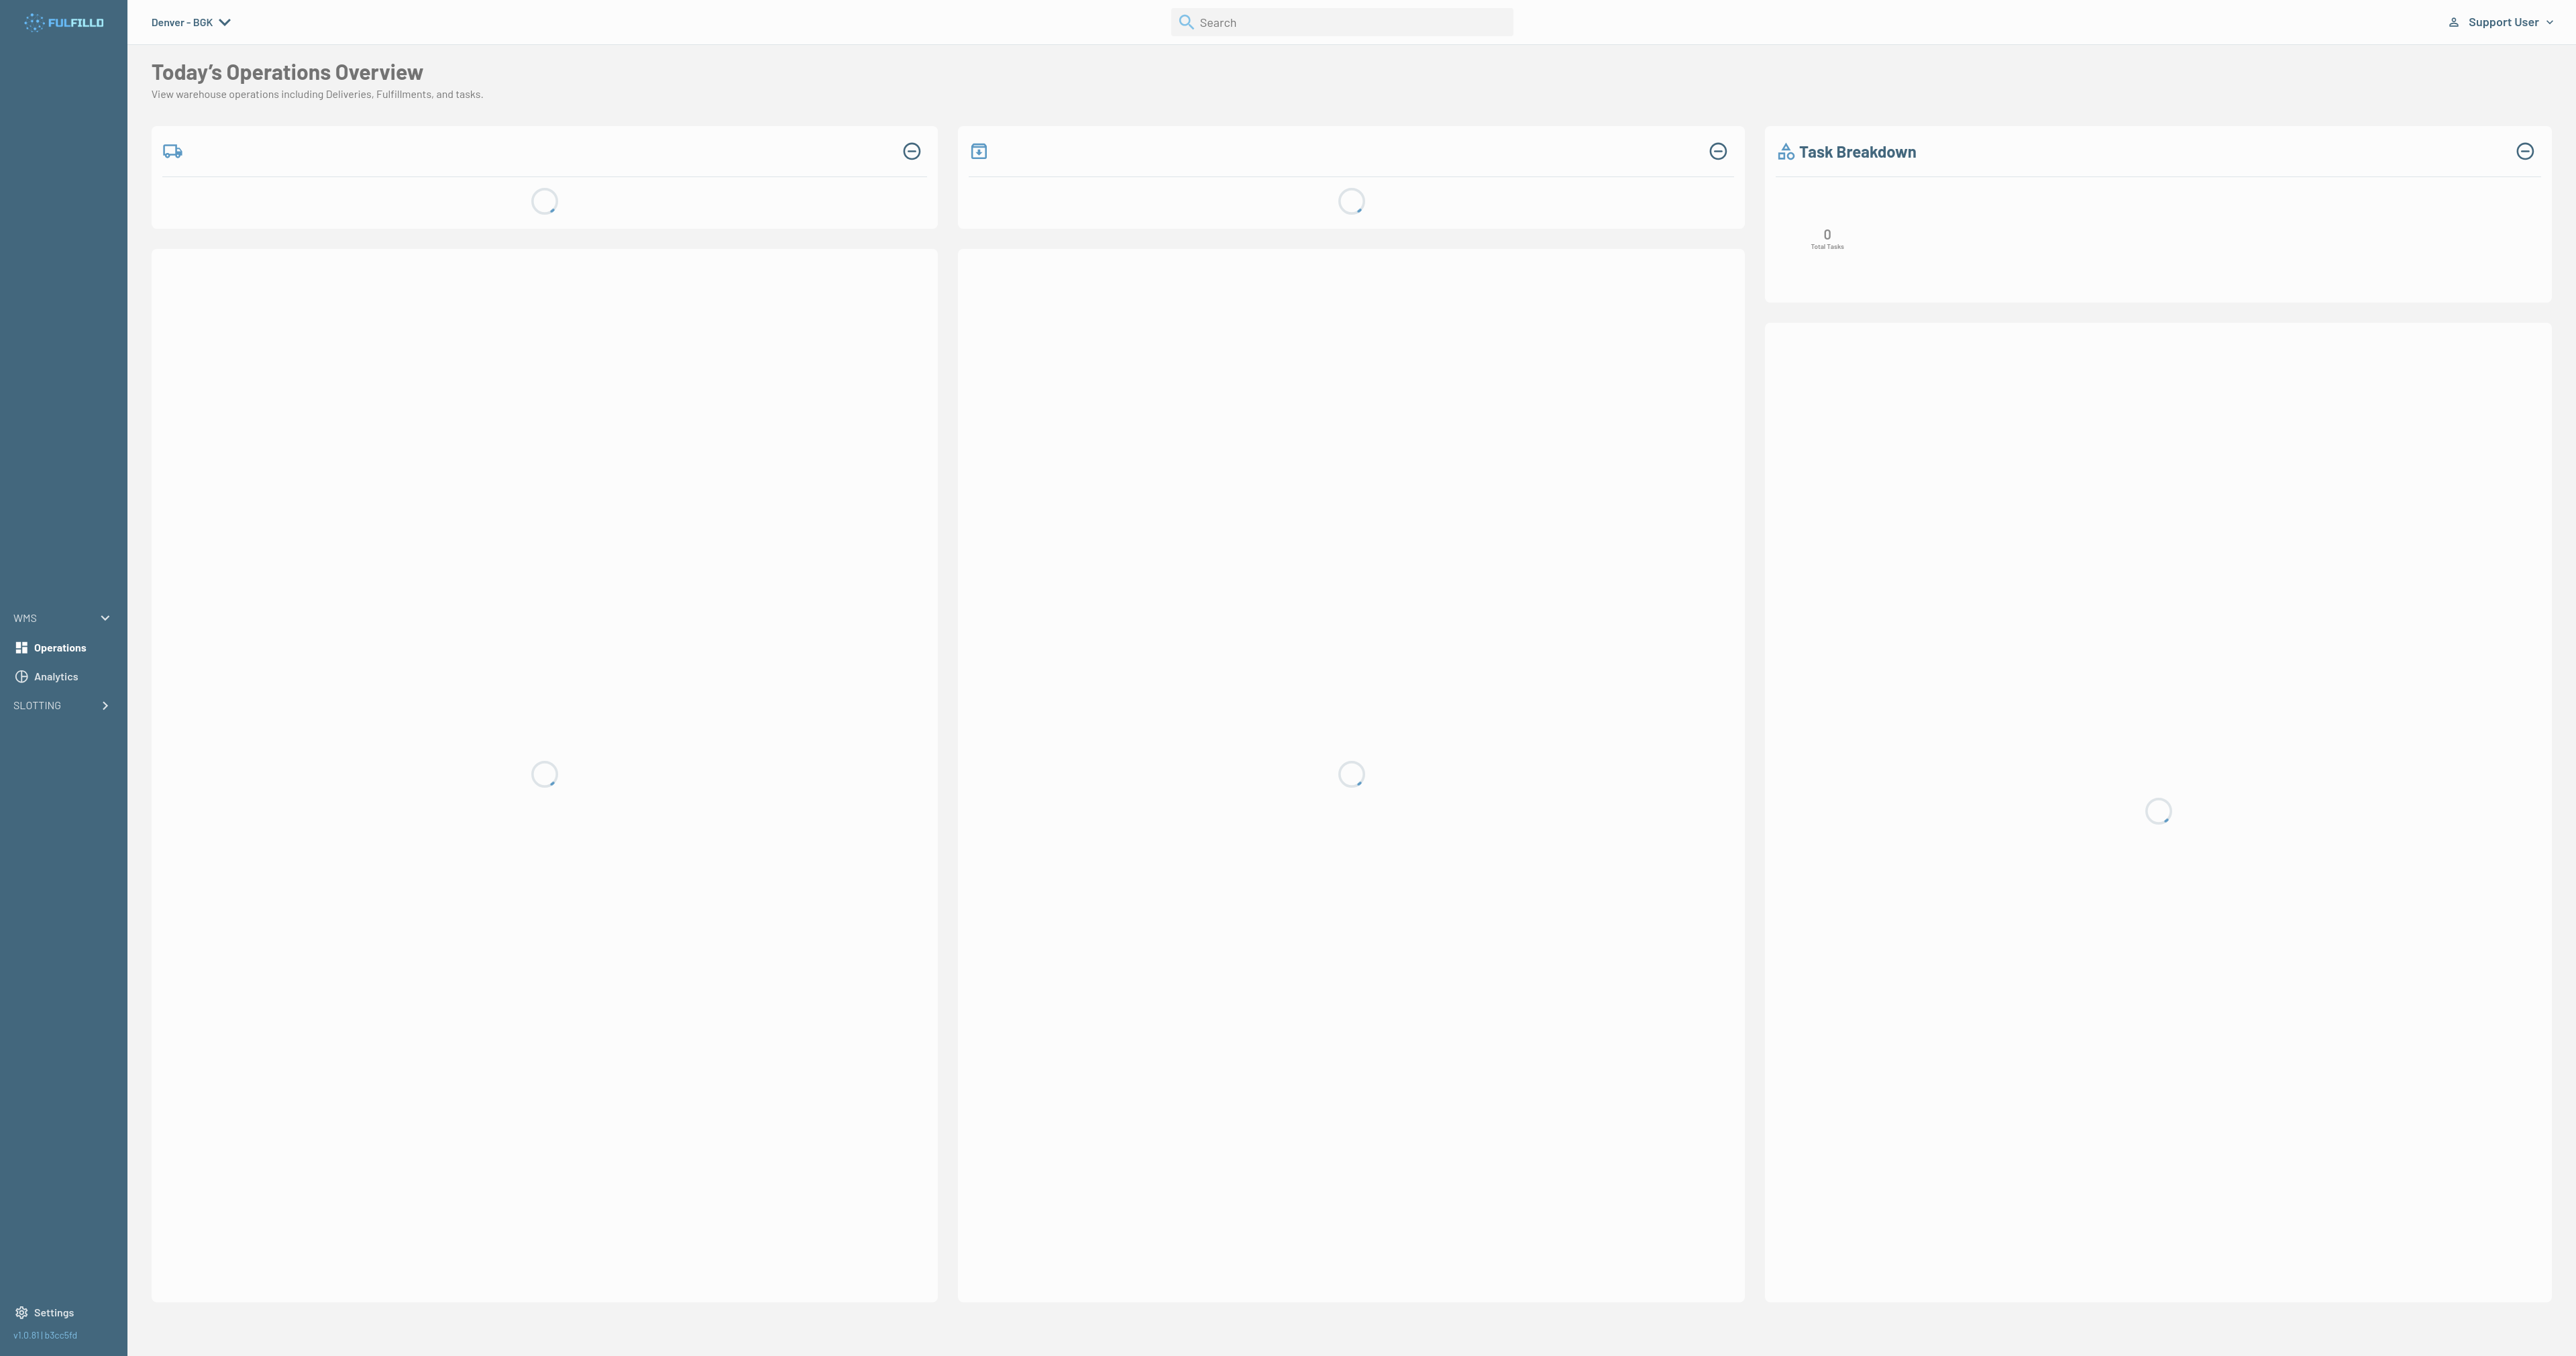 FULFILLD
Denver - BGK
Search
Support User
Today’s Operations Overview
View warehouse operations including Deliveries, Fulfillments, and tasks.
Task Breakdown
0
Total Tasks
WMS
Operations
Analytics
SLOTTING
Settings
v1.0.81 | b3cc5fd